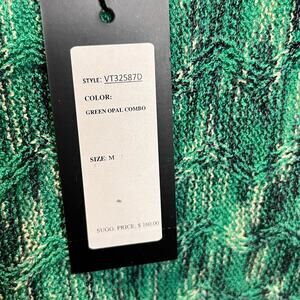 STYLE: VT32587D
COLOR:
GREEN OPAL COMBO
SIZE: M
SUGG. PRICE: $ 160.00